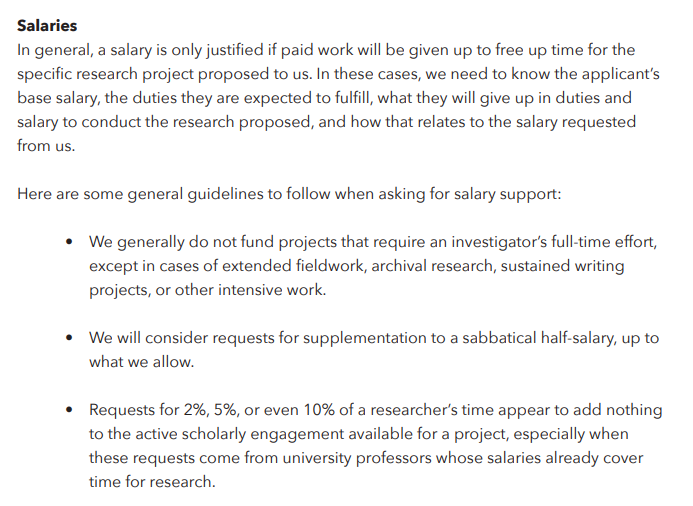 Salaries
In general, a salary is only justified if paid work will be given up to free up time for the
specific research project proposed to us. In these cases, we need to know the applicant's
base salary, the duties they are expected to fulfill, what they will give up in duties and
salary to conduct the research proposed, and how that relates to the salary requested
from us.
Here are some general guidelines to follow when asking for salary support:
• We generally do not fund projects that require an investigator's full-time effort,
except in cases of extended fieldwork, archival research, sustained writing
projects, or other intensive work.
• We will consider requests for supplementation to a sabbatical half-salary, up to
what we allow.
• Requests for 2%, 5%, or even 10% of a researcher's time appear to add nothing
to the active scholarly engagement available for a project, especially when
these requests come from university professors whose salaries already cover
time for research.